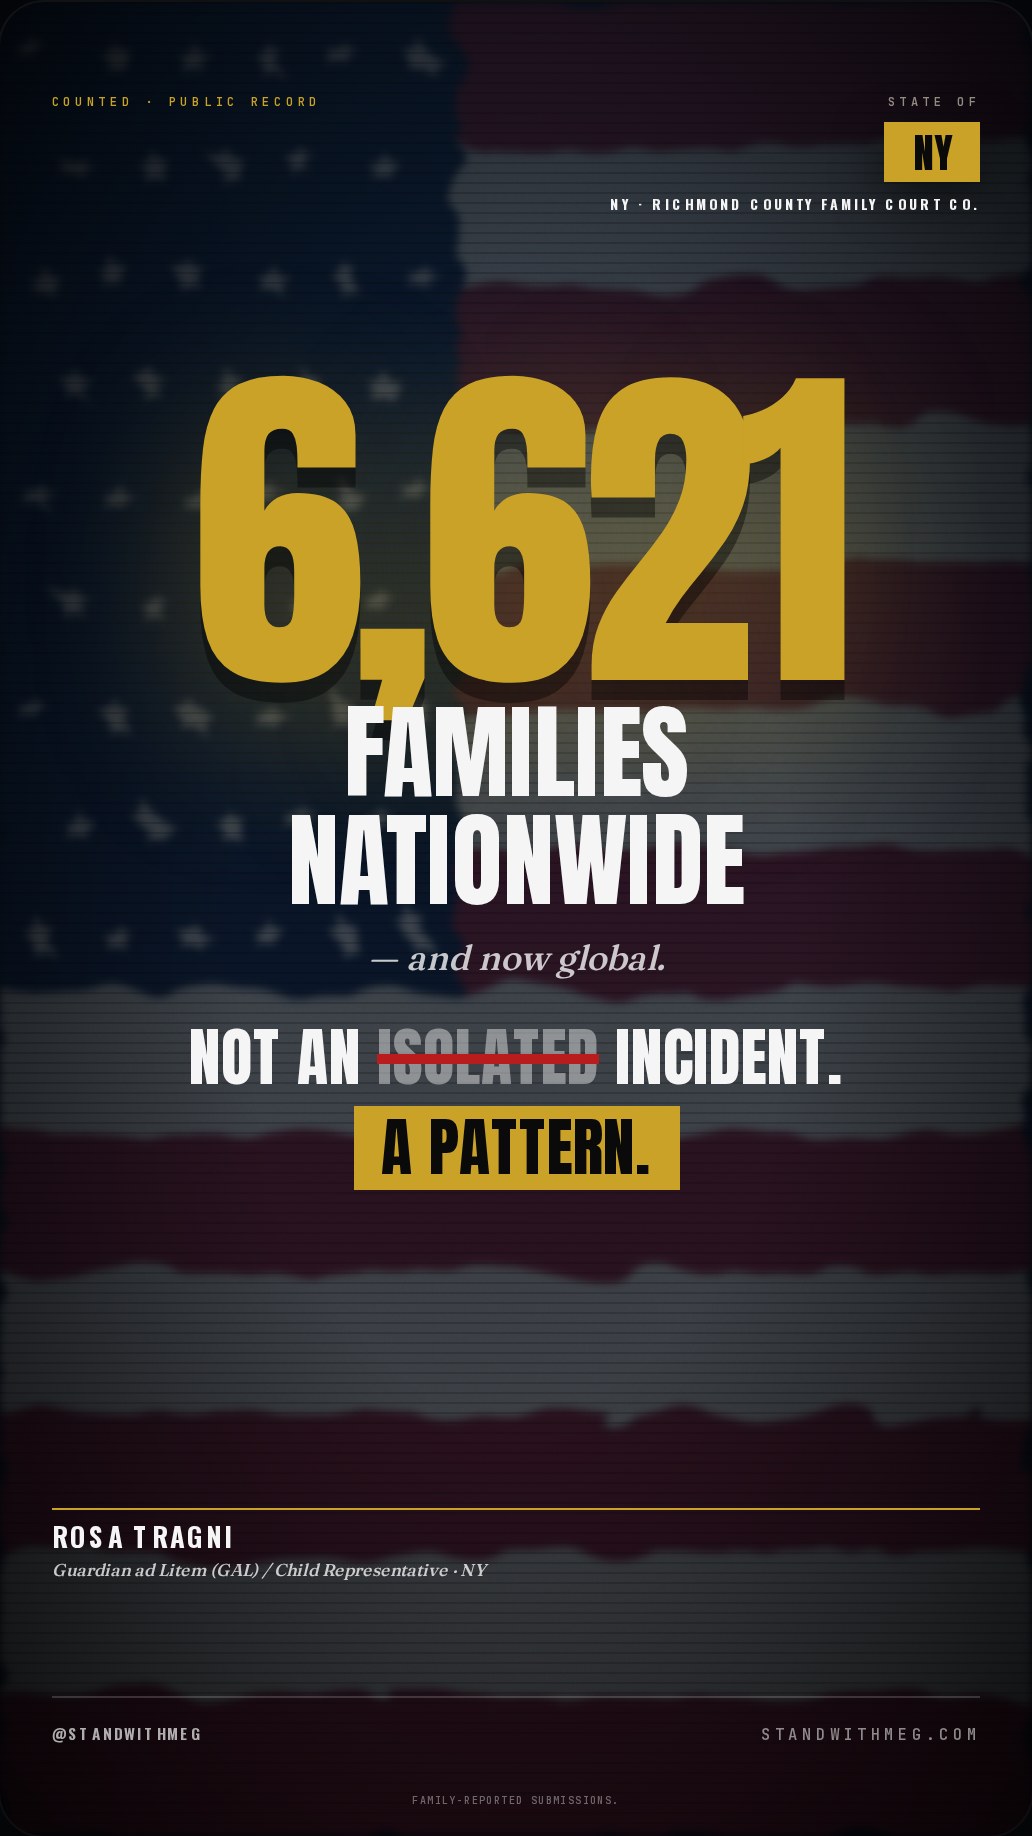 COUNTED · PUBLIC RECORD
STATE OF
NY
NY · RICHMOND COUNTY FAMILY COURT CO.
6,621
FAMILIES
NATIONWIDE
— and now global.
NOT AN ISOLATED INCIDENT.
A PATTERN.
ROSA TRAGNI
Guardian ad Litem (GAL) / Child Representative · NY
@STANDWITHMEG
STANDWITHMEG.COM
FAMILY-REPORTED SUBMISSIONS.